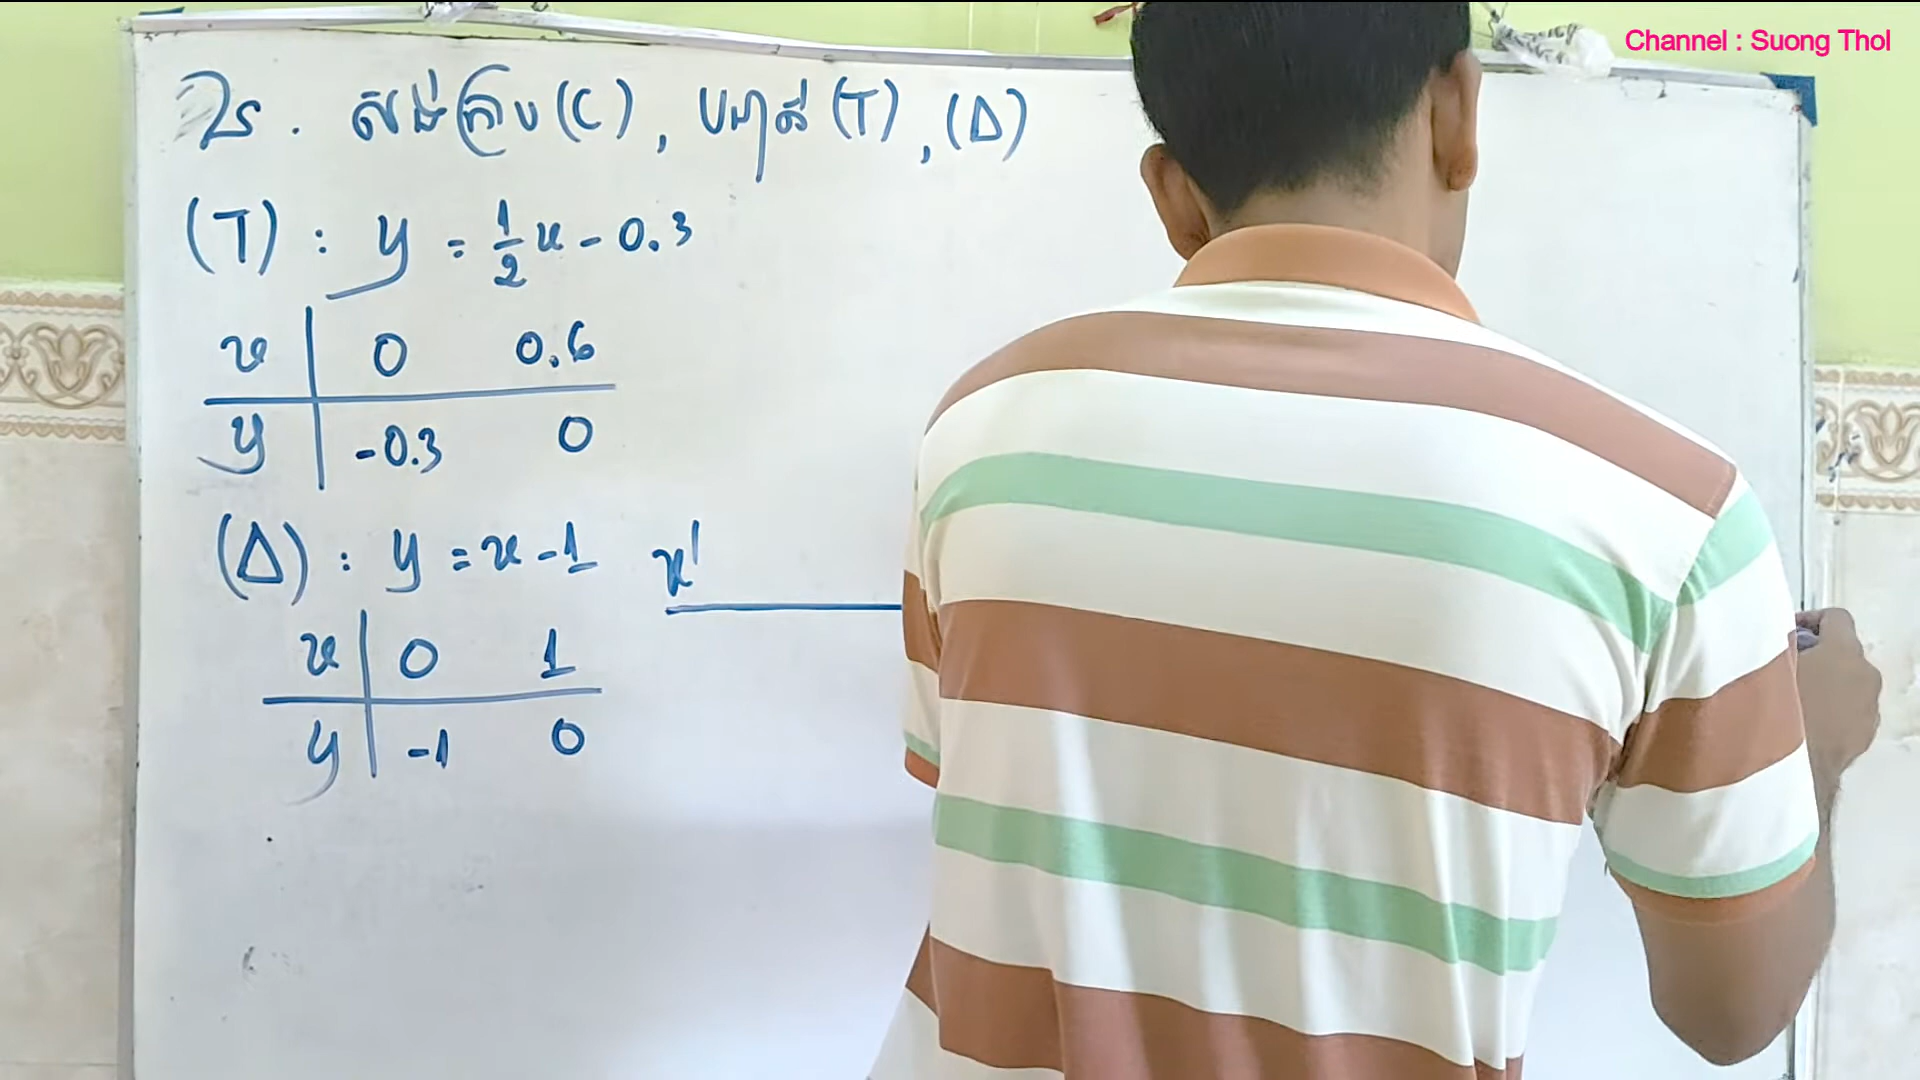 Channel : Suong Thol
ង. សង់ក្រាប (C), បន្ទាត់ (T), (Δ)
(T) : y = 1/2 x - 0.3
x | 0 0.6
y | -0.3 0
(Δ) : y = x - 1
x'
x | 0 1
y | -1 0